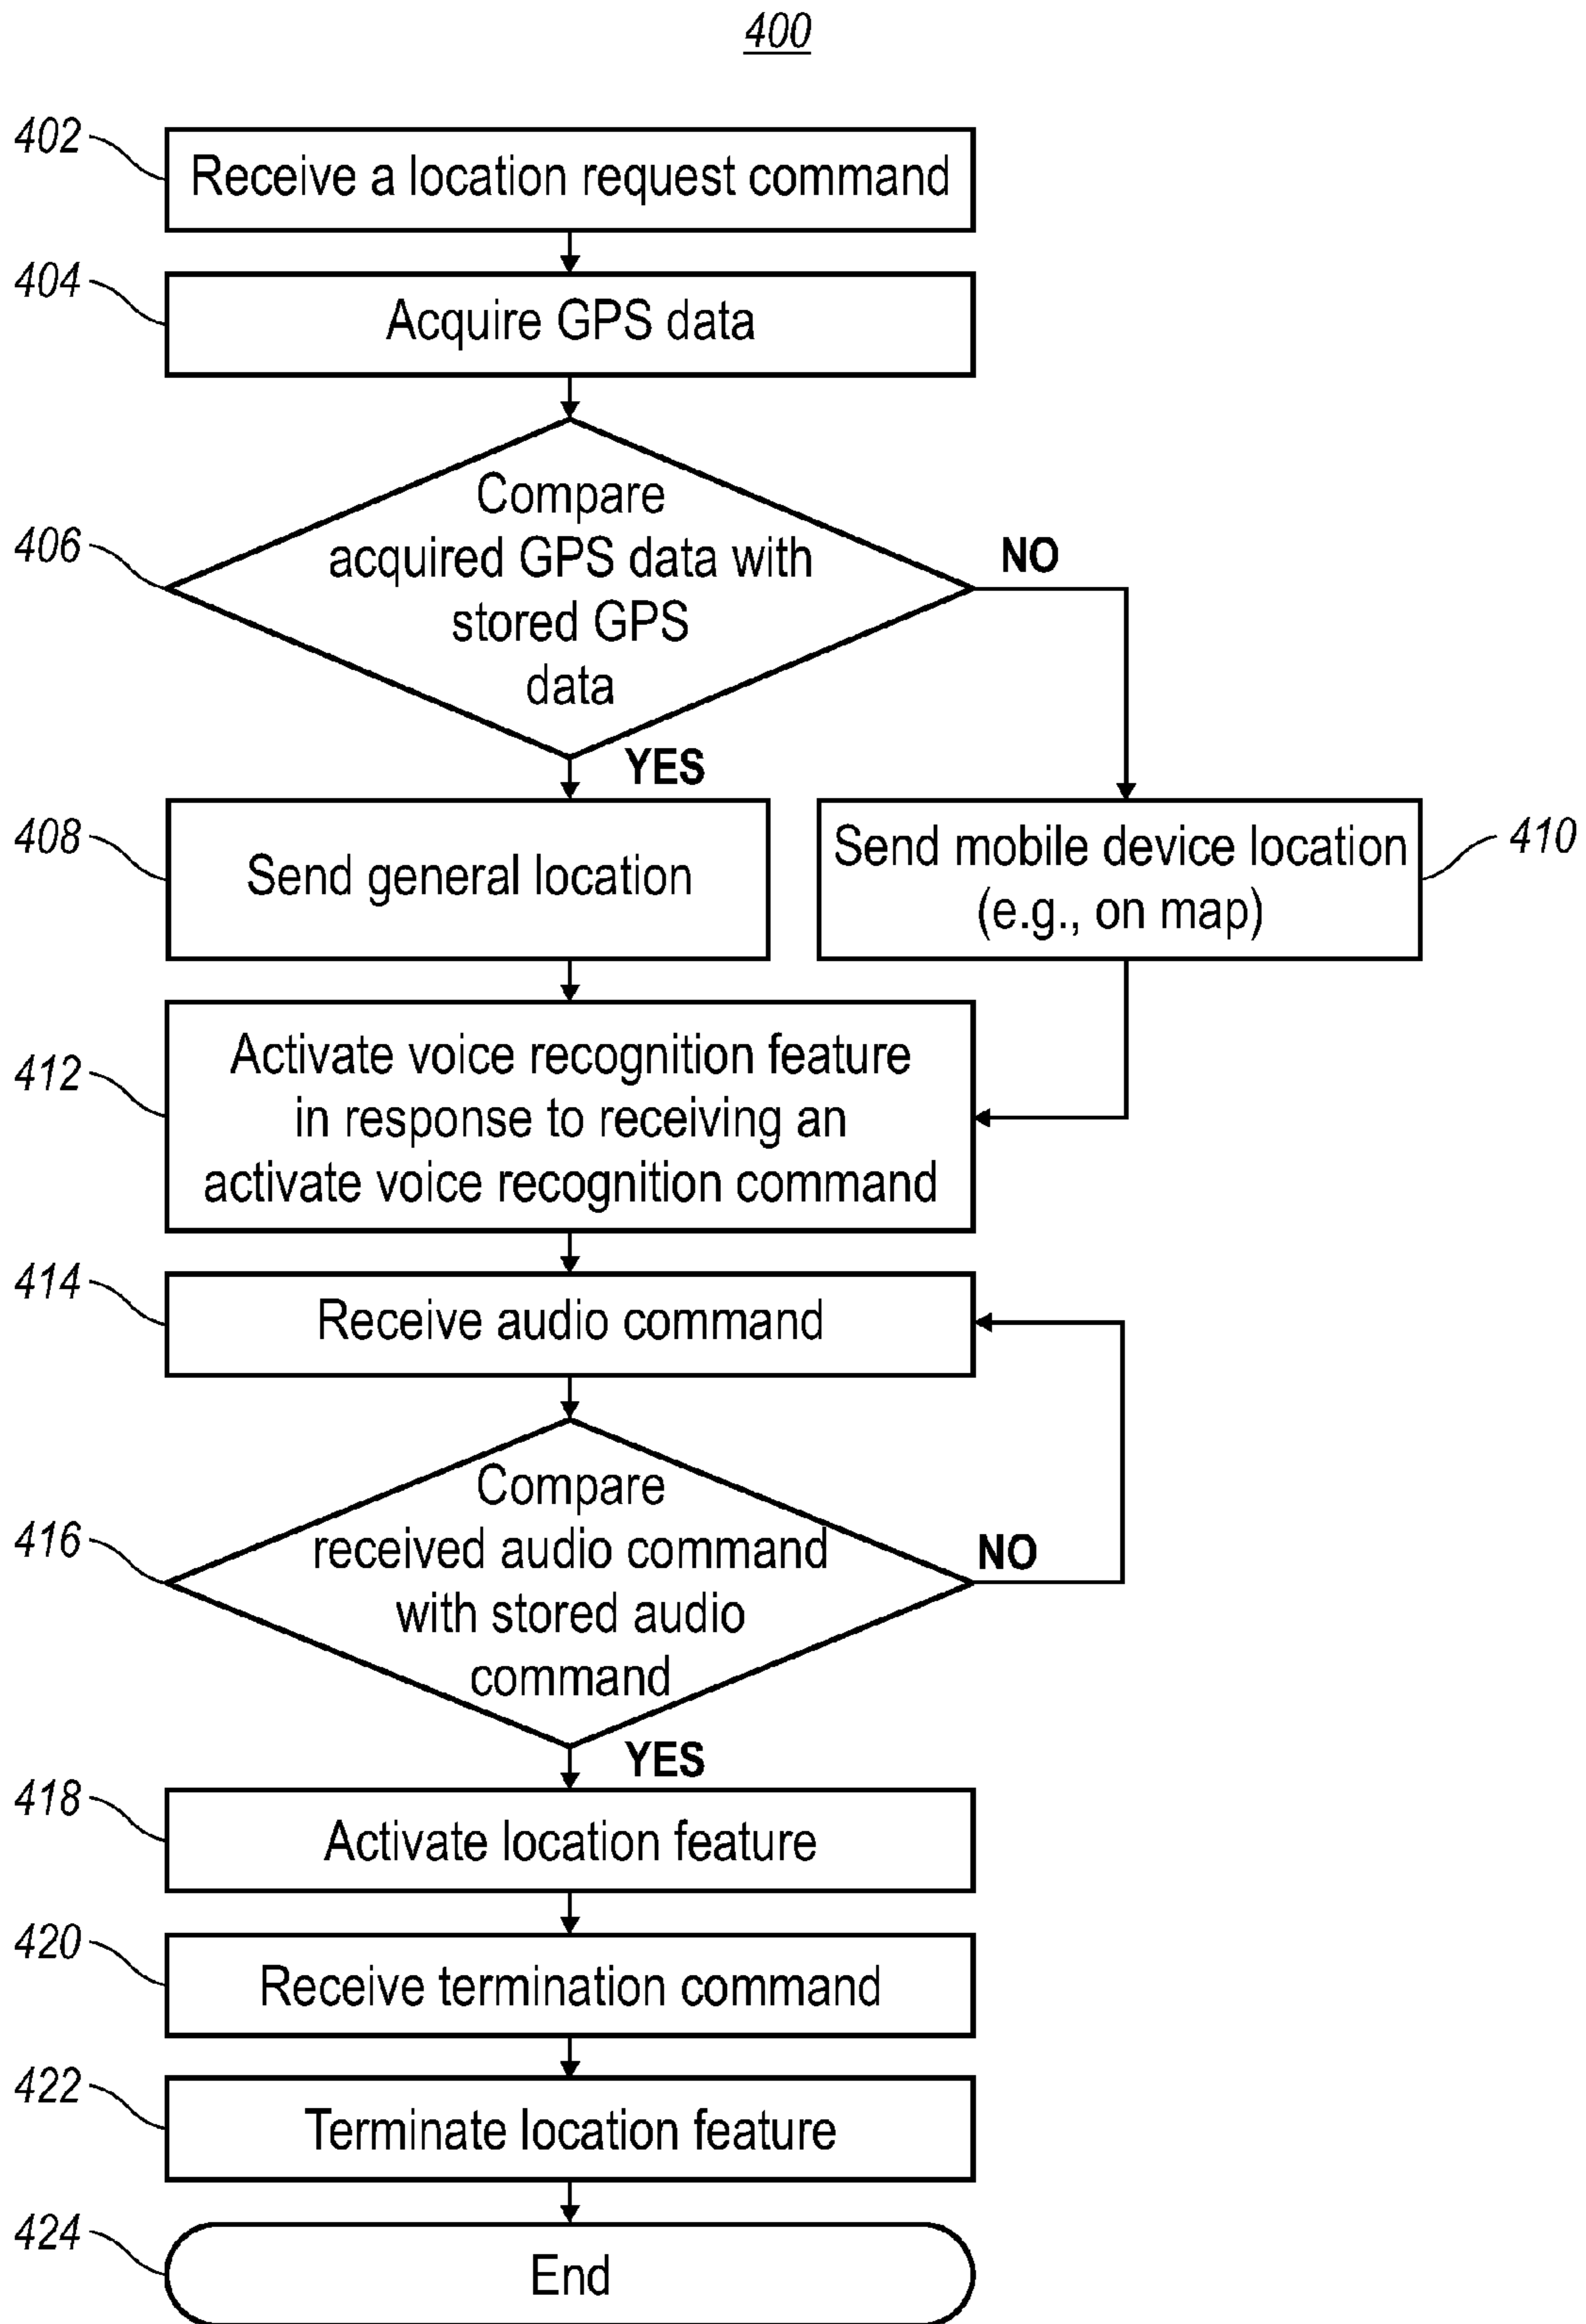 400
402
Receive a location request command
404
Acquire GPS data
406
Compare
acquired GPS data with
stored GPS
data
NO
YES
408
Send general location
Send mobile device location
(e.g., on map)
410
412
Activate voice recognition feature
in response to receiving an
activate voice recognition command
414
Receive audio command
416
Compare
received audio command
with stored audio
command
NO
YES
418
Activate location feature
420
Receive termination command
422
Terminate location feature
424
End